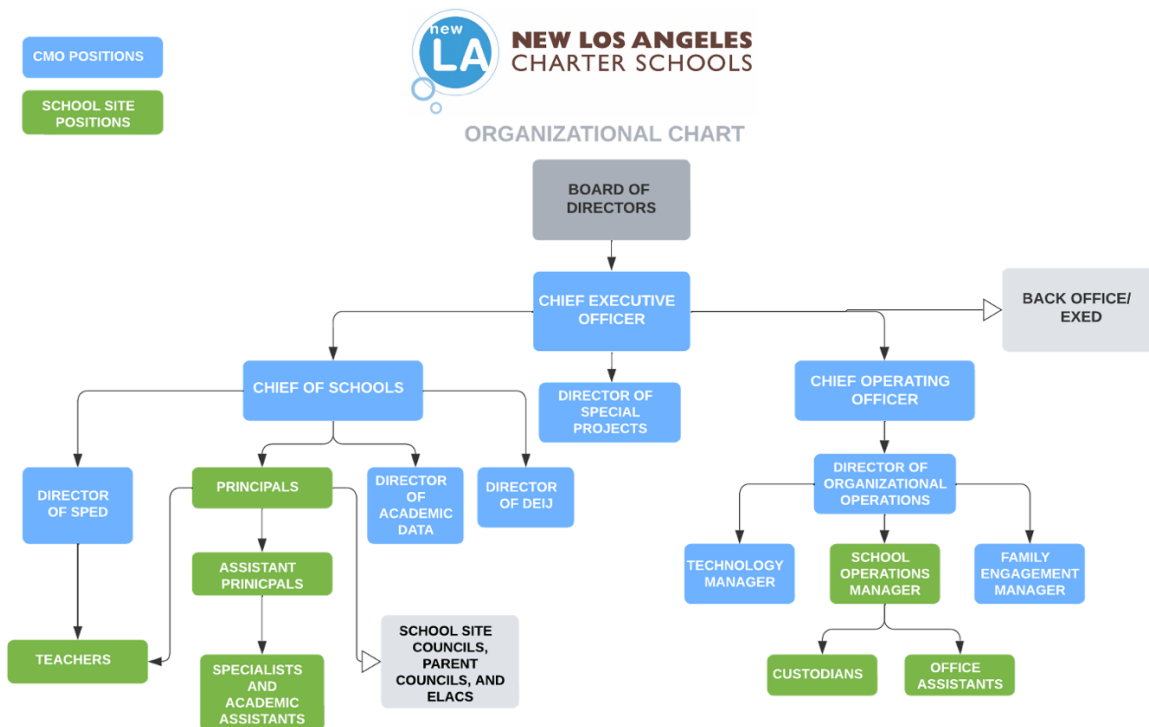 CMO POSITIONS
SCHOOL SITE
POSITIONS
new
LA
NEW LOS ANGELES
CHARTER SCHOOLS
ORGANIZATIONAL CHART
BOARD OF
DIRECTORS
CHIEF EXECUTIVE
OFFICER
BACK OFFICE/
EXED
CHIEF OF SCHOOLS
DIRECTOR OF
SPECIAL
PROJECTS
CHIEF OPERATING
OFFICER
DIRECTOR
OF SPED
PRINCIPALS
DIRECTOR
OF
ACADEMIC
DATA
DIRECTOR
OF DEIJ
DIRECTOR OF
ORGANIZATIONAL
OPERATIONS
ASSISTANT
PRINICPALS
TECHNOLOGY
MANAGER
SCHOOL
OPERATIONS
MANAGER
FAMILY
ENGAGEMENT
MANAGER
TEACHERS
SPECIALISTS
AND
ACADEMIC
ASSISTANTS
SCHOOL SITE
COUNCILS,
PARENT
COUNCILS, AND
ELACS
CUSTODIANS
OFFICE
ASSISTANTS